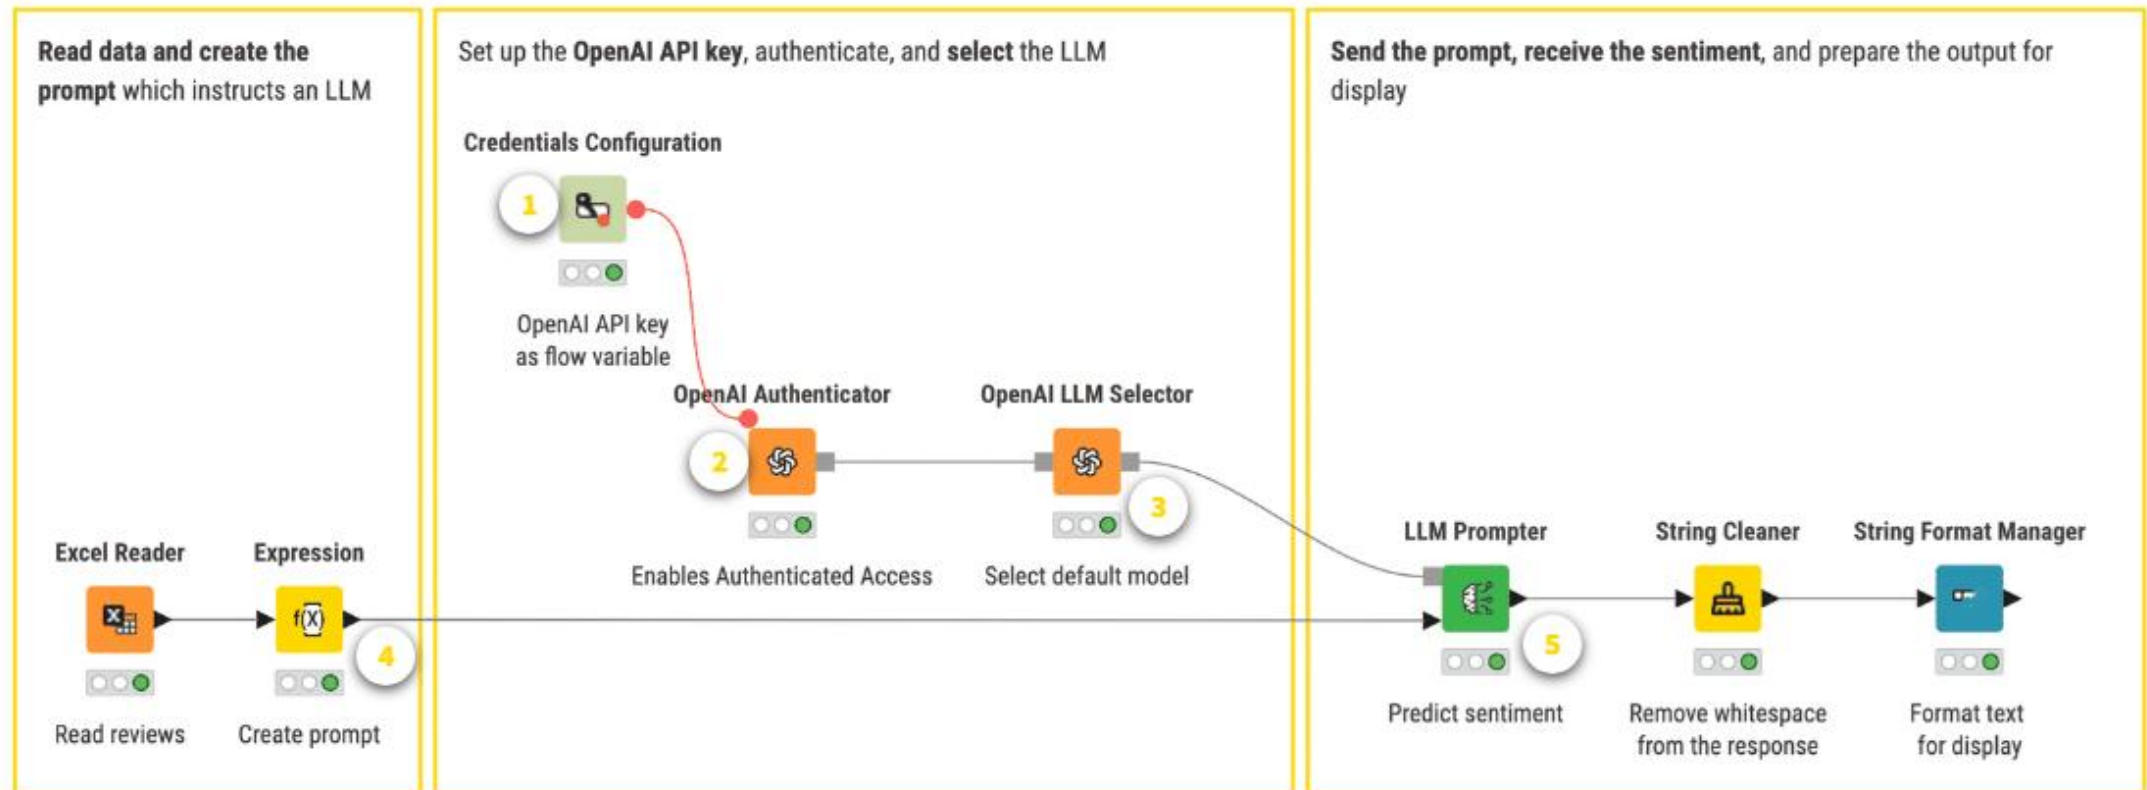 Read data and create the
prompt which instructs an LLM
Set up the OpenAI API key, authenticate, and select the LLM
Send the prompt, receive the sentiment, and prepare the output for
display
Credentials Configuration
1
OpenAI API key
as flow variable
OpenAI Authenticator
2
Enables Authenticated Access
OpenAI LLM Selector
3
Select default model
Excel Reader
X
Read reviews
Expression
f(X)
4
Create prompt
LLM Prompter
5
Predict sentiment
String Cleaner
Remove whitespace
from the response
String Format Manager
Format text
for display